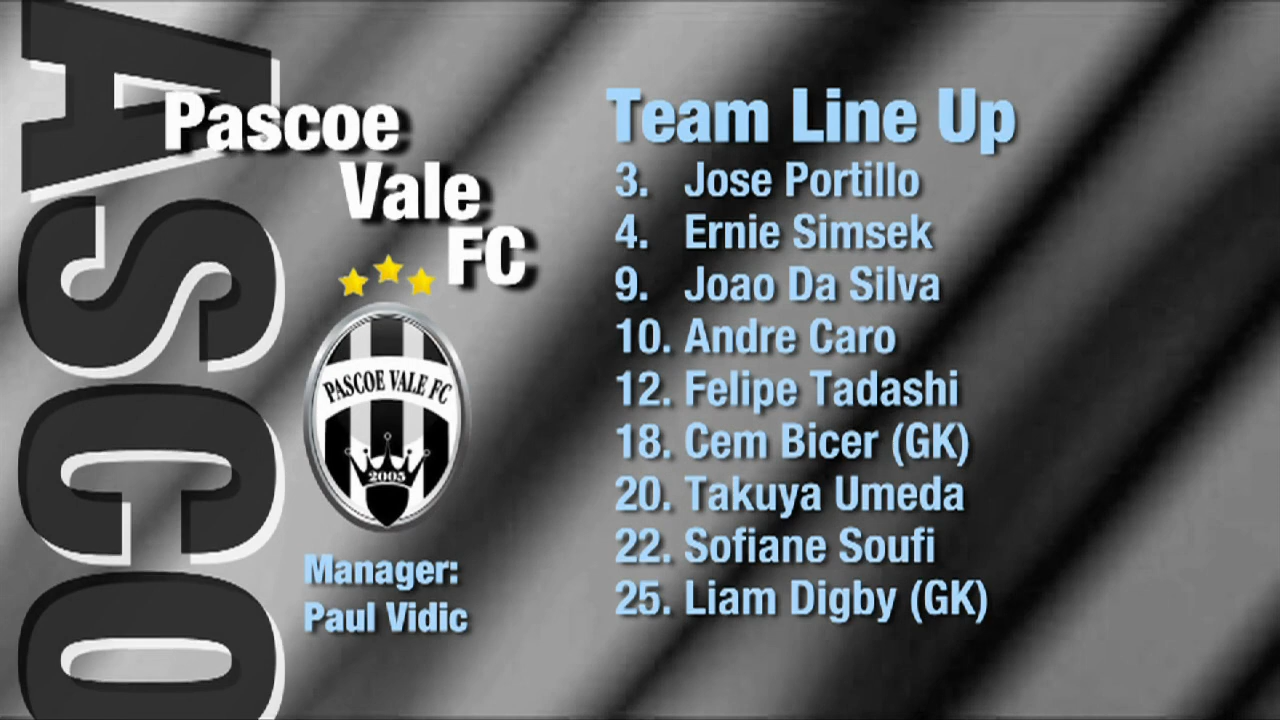 ASCO
Pascoe
Vale
FC
PASCOE VALE FC
2005
Manager:
Paul Vidic
Team Line Up
3. Jose Portillo
4. Ernie Simsek
9. Joao Da Silva
10. Andre Caro
12. Felipe Tadashi
18. Cem Bicer (GK)
20. Takuya Umeda
22. Sofiane Soufi
25. Liam Digby (GK)